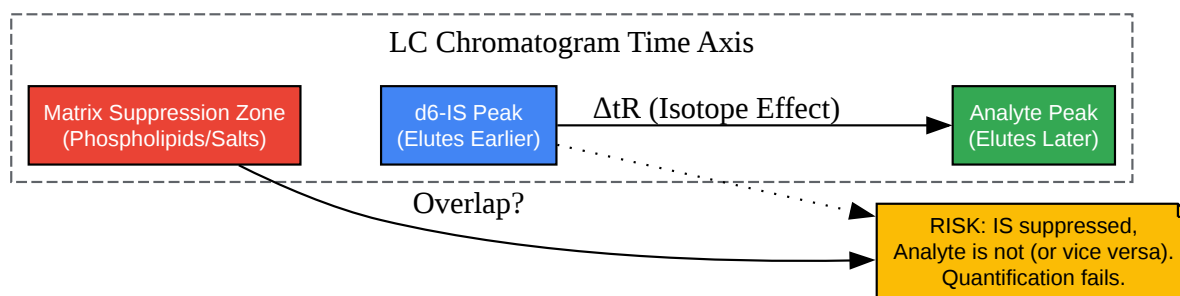 LC Chromatogram Time Axis
Matrix Suppression Zone
(Phospholipids/Salts)
d6-IS Peak
(Elutes Earlier)
ΔtR (Isotope Effect)
Analyte Peak
(Elutes Later)
Overlap?
RISK: IS suppressed,
Analyte is not (or vice versa).
Quantification fails.